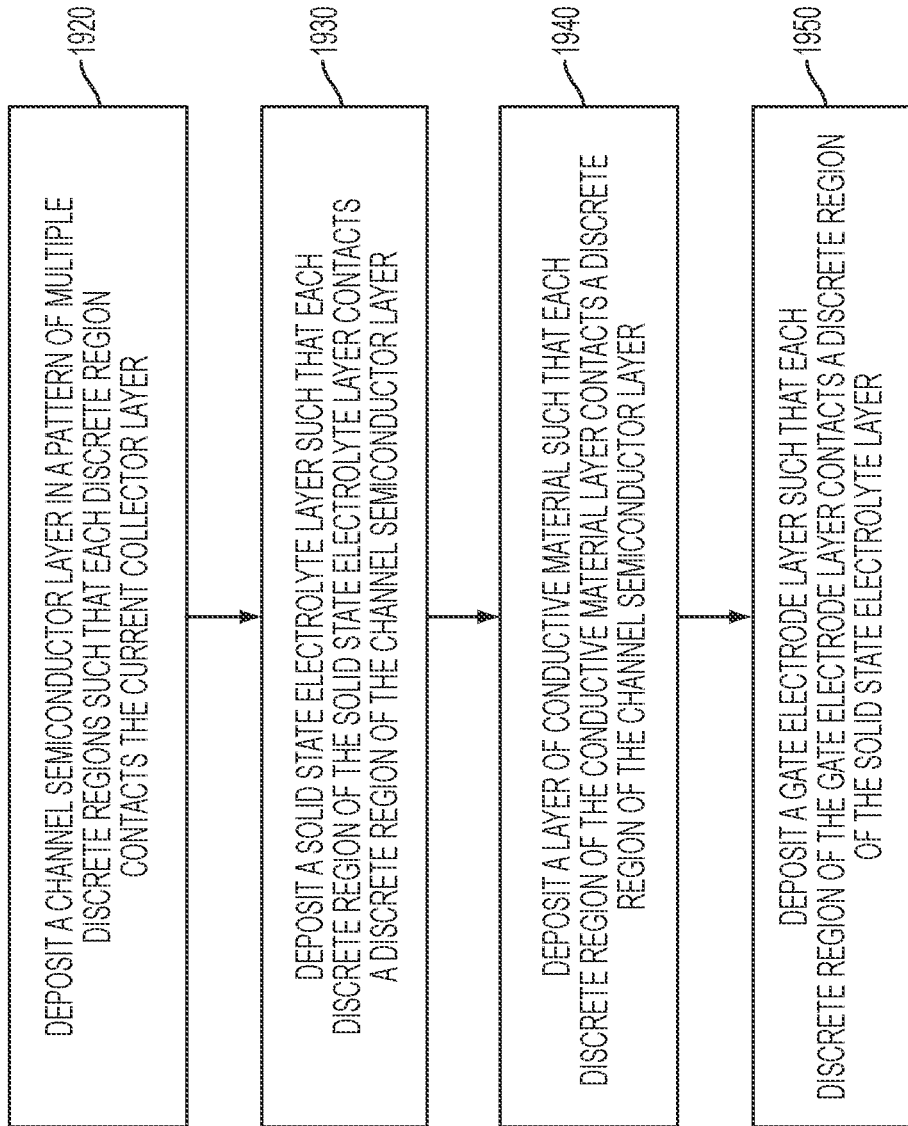 DEPOSIT A CHANNEL SEMICONDUCTOR LAYER IN A PATTERN OF MULTIPLE
DISCRETE REGIONS SUCH THAT EACH DISCRETE REGION
CONTACTS THE CURRENT COLLECTOR LAYER
1920
DEPOSIT A SOLID STATE ELECTROLYTE LAYER SUCH THAT EACH
DISCRETE REGION OF THE SOLID STATE ELECTROLYTE LAYER CONTACTS
A DISCRETE REGION OF THE CHANNEL SEMICONDUCTOR LAYER
1930
DEPOSIT A LAYER OF CONDUCTIVE MATERIAL SUCH THAT EACH
DISCRETE REGION OF THE CONDUCTIVE MATERIAL LAYER CONTACTS A DISCRETE
REGION OF THE CHANNEL SEMICONDUCTOR LAYER
1940
DEPOSIT A GATE ELECTRODE LAYER SUCH THAT EACH
DISCRETE REGION OF THE GATE ELECTRODE LAYER CONTACTS A DISCRETE REGION
OF THE SOLID STATE ELECTROLYTE LAYER
1950